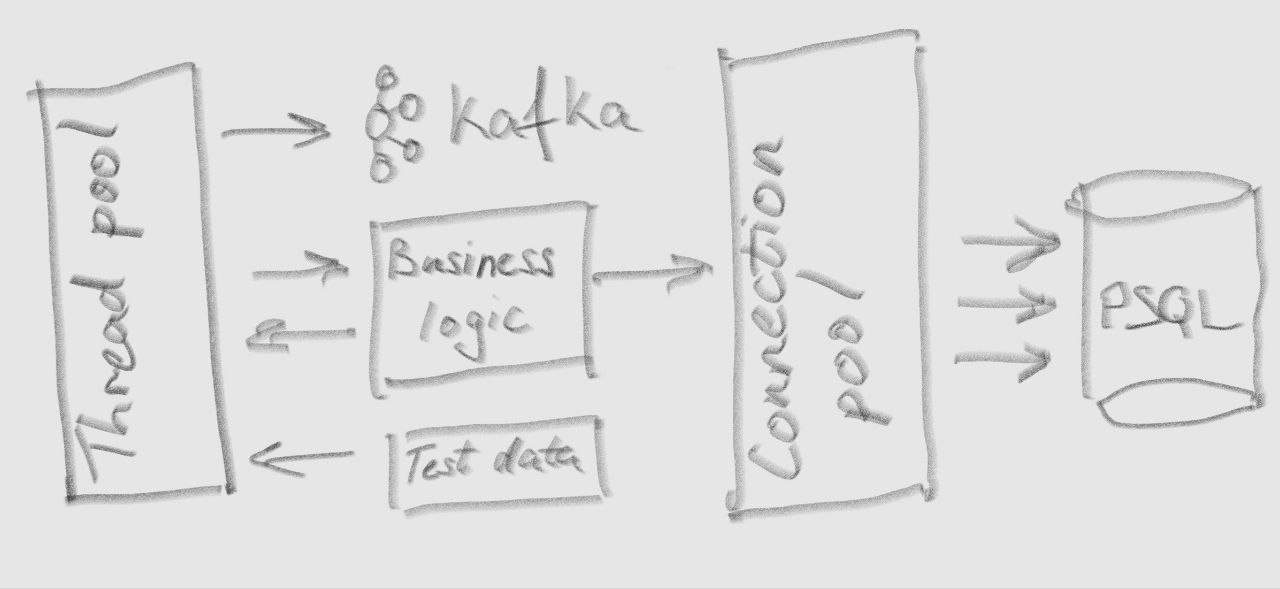 Thread pool
Kafka
Business
logic
Test data
Connection
pool
PSQL